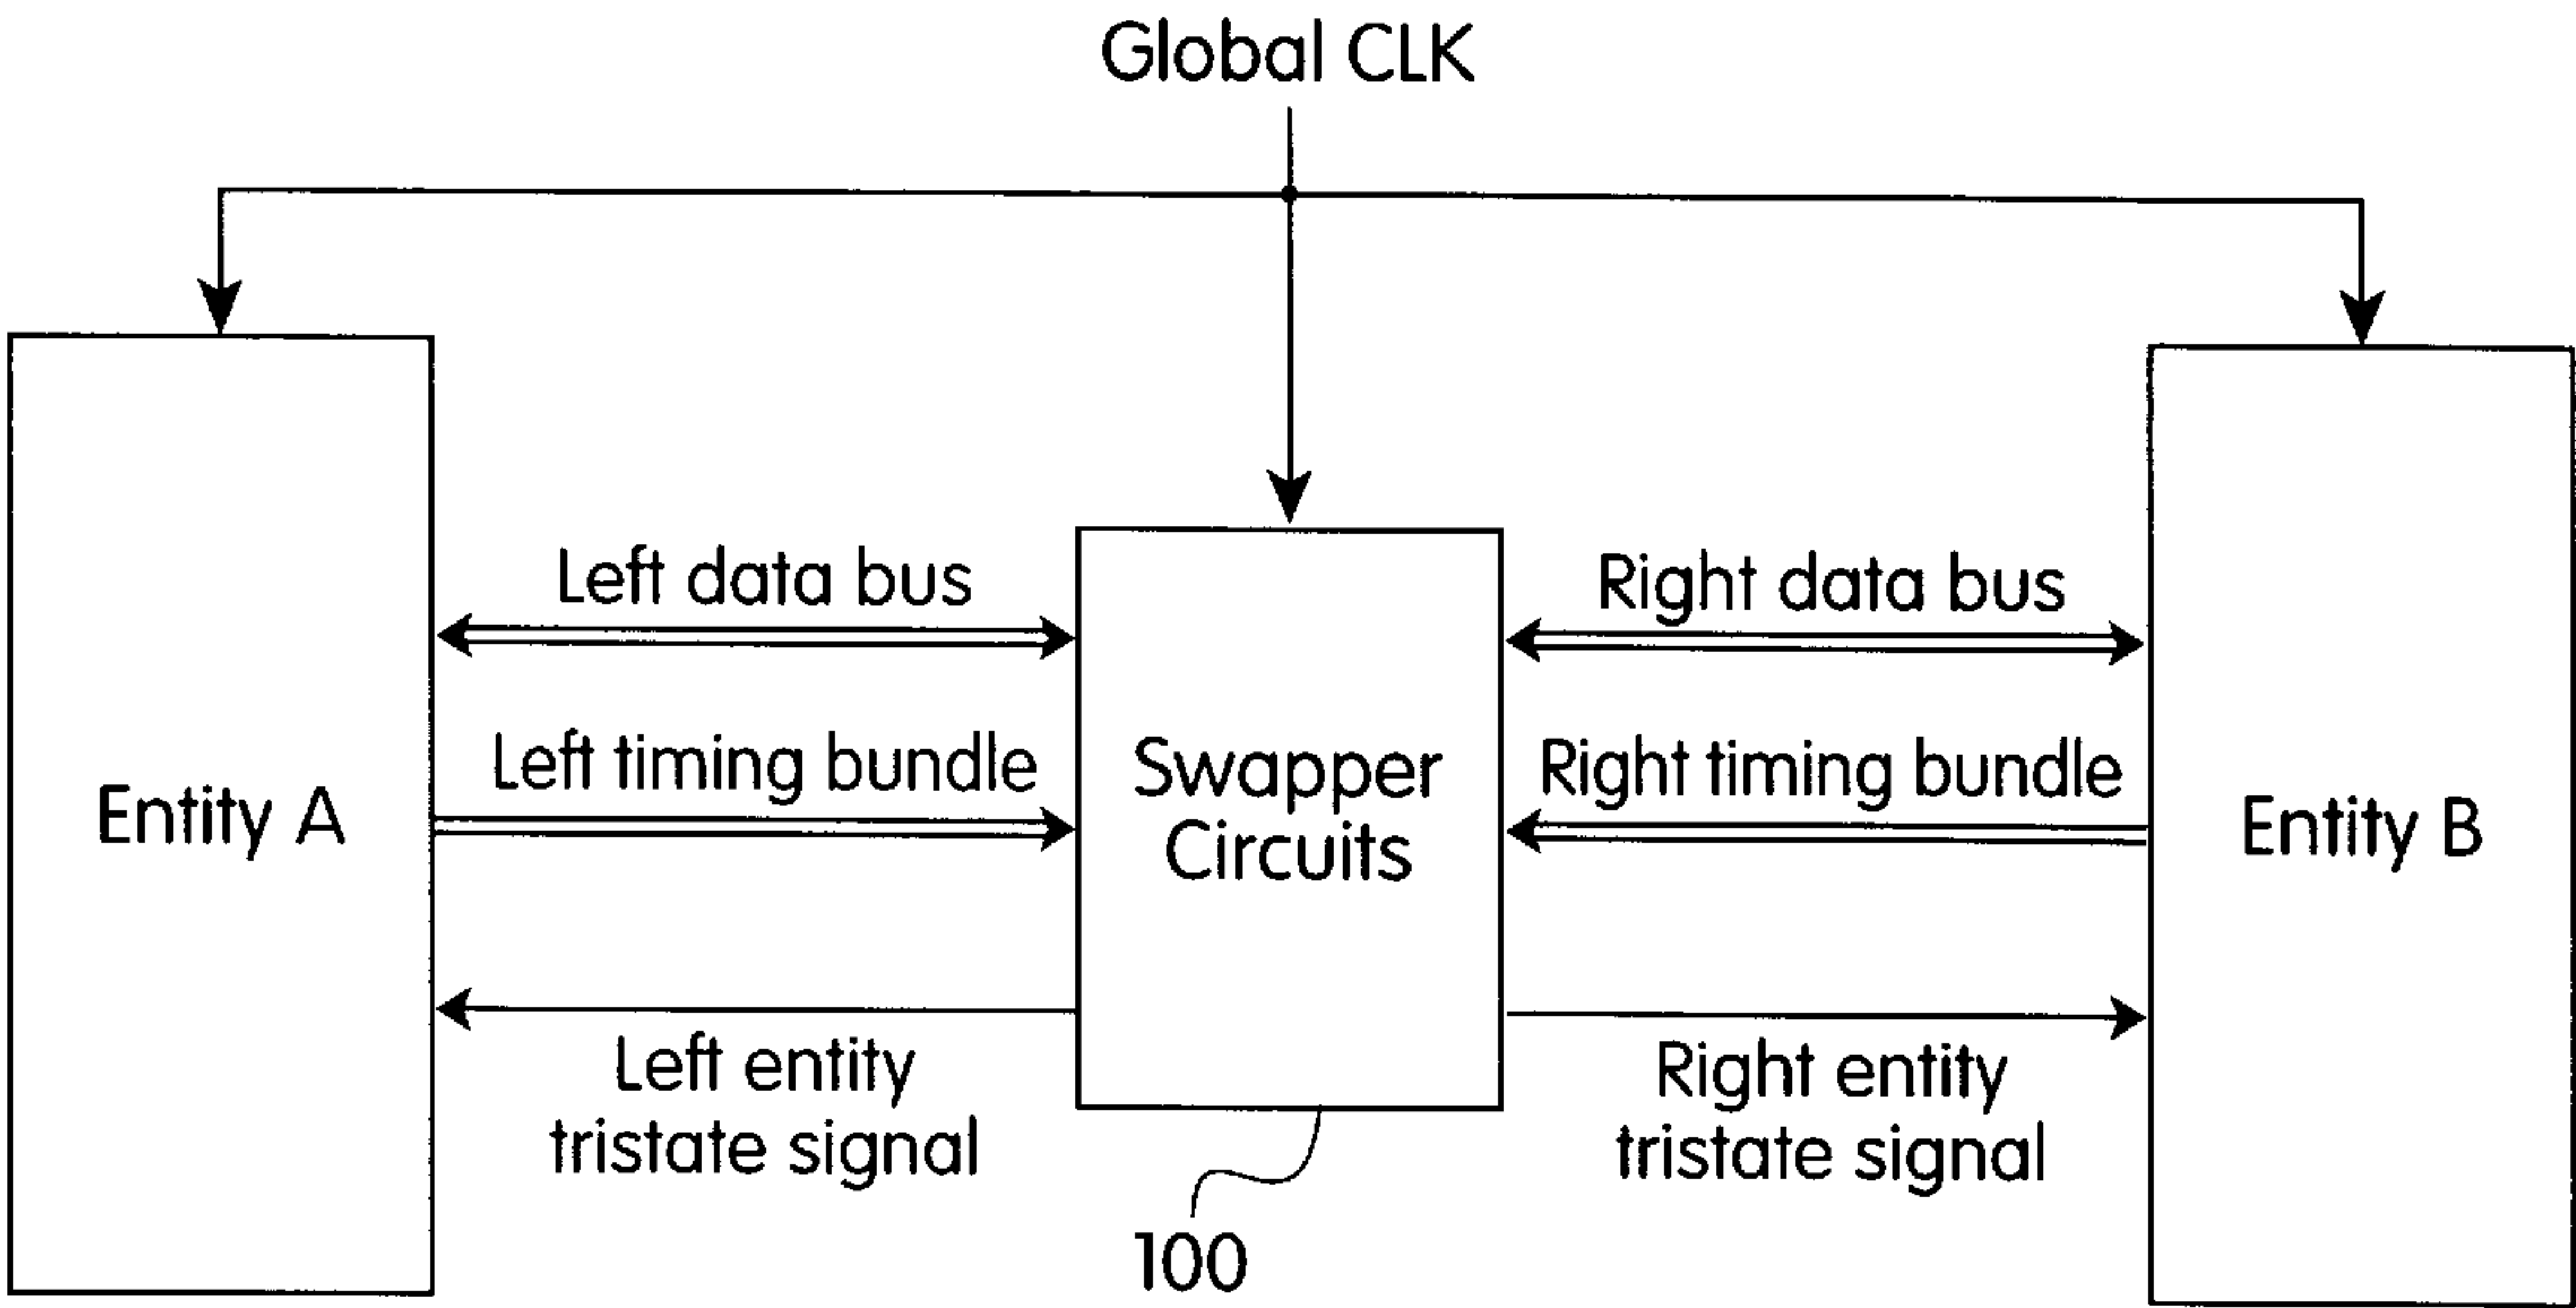 Global CLK
Left data bus
Right data bus
Left timing bundle
Right timing bundle
Entity A
Swapper
Circuits
Entity B
Left entity
tristate signal
Right entity
tristate signal
100